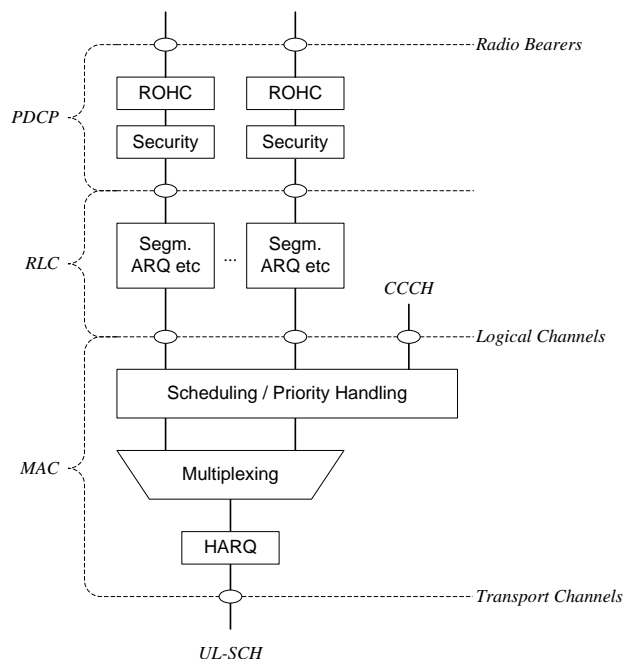 Radio Bearers
ROHC ROHC
PDCP
Security Security
Segm. ARQ etc ... Segm. ARQ etc
RLC
CCCH
Logical Channels
Scheduling / Priority Handling
MAC
Multiplexing
HARQ
Transport Channels
UL-SCH